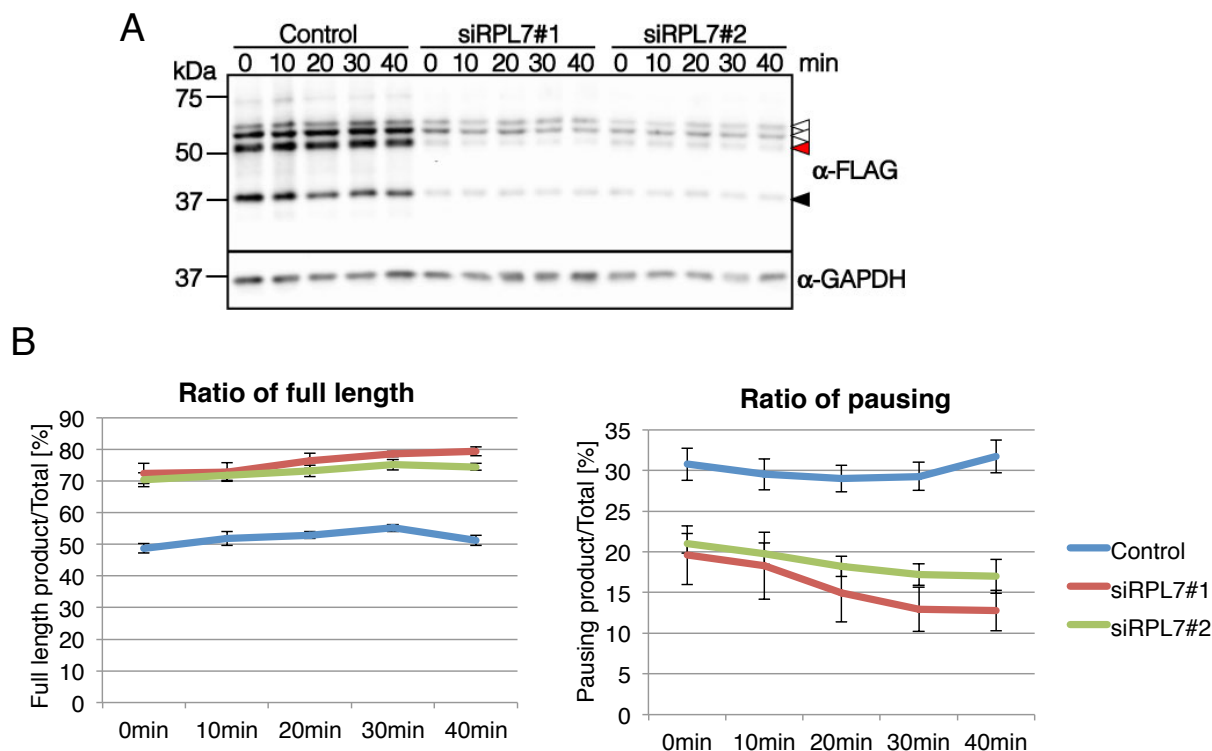 A
Control siRPL7#1 siRPL7#2
kDa 0 10 20 30 40 0 10 20 30 40 0 10 20 30 40 min
75
50
α-FLAG
37
37 α-GAPDH
B
Ratio of full length
Full length product/Total [%]
90
80
70
60
50
40
30
20
10
0
0min 10min 20min 30min 40min
Ratio of pausing
Pausing product/Total [%]
35
30
25
20
15
10
5
0
0min 10min 20min 30min 40min
Control
siRPL7#1
siRPL7#2